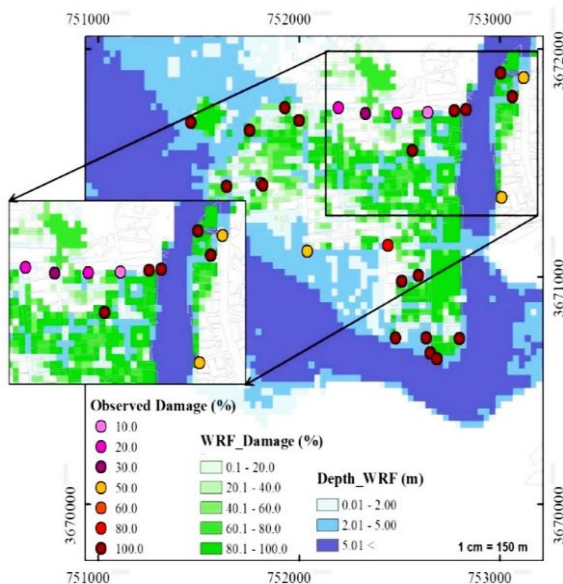 751000 752000 753000
3672000 3672000
3671000 3671000
3670000 3670000
Observed Damage (%)
10.0
20.0
30.0
50.0
60.0
80.0
100.0
WRF_Damage (%)
0.1 - 20.0
20.1 - 40.0
40.1 - 60.0
60.1 - 80.0
80.1 - 100.0
Depth_WRF (m)
0.01 - 2.00
2.01 - 5.00
5.01 <
1 cm = 150 m
751000 752000 753000